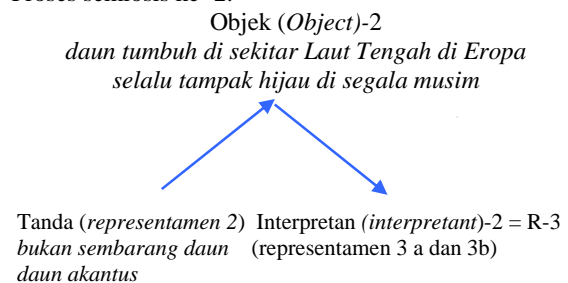 Proses semiosis ke -2:
Objek (Object)-2
daun tumbuh di sekitar Laut Tengah di Eropa
selalu tampak hijau di segala musim
Tanda (representamen 2) Interpretan (interpretant)-2 = R-3
bukan sembarang daun (representamen 3 a dan 3b)
daun akantus